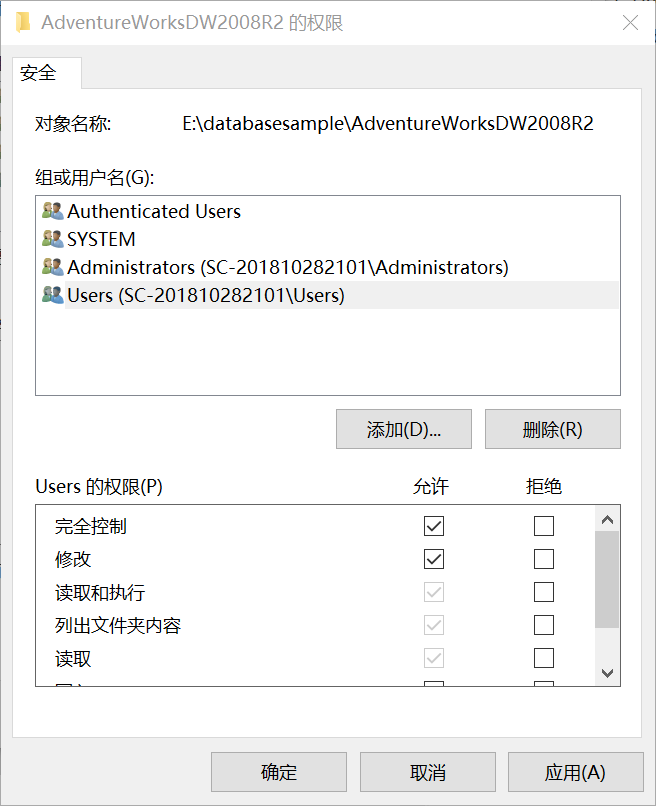 AdventureWorksDW2008R2 的权限
安全
对象名称: E:\databasesample\AdventureWorksDW2008R2
组或用户名(G):
Authenticated Users
SYSTEM
Administrators (SC-201810282101\Administrators)
Users (SC-201810282101\Users)
添加(D)... 删除(R)
Users 的权限(P) 允许 拒绝
完全控制
修改
读取和执行
列出文件夹内容
读取
确定 取消 应用(A)